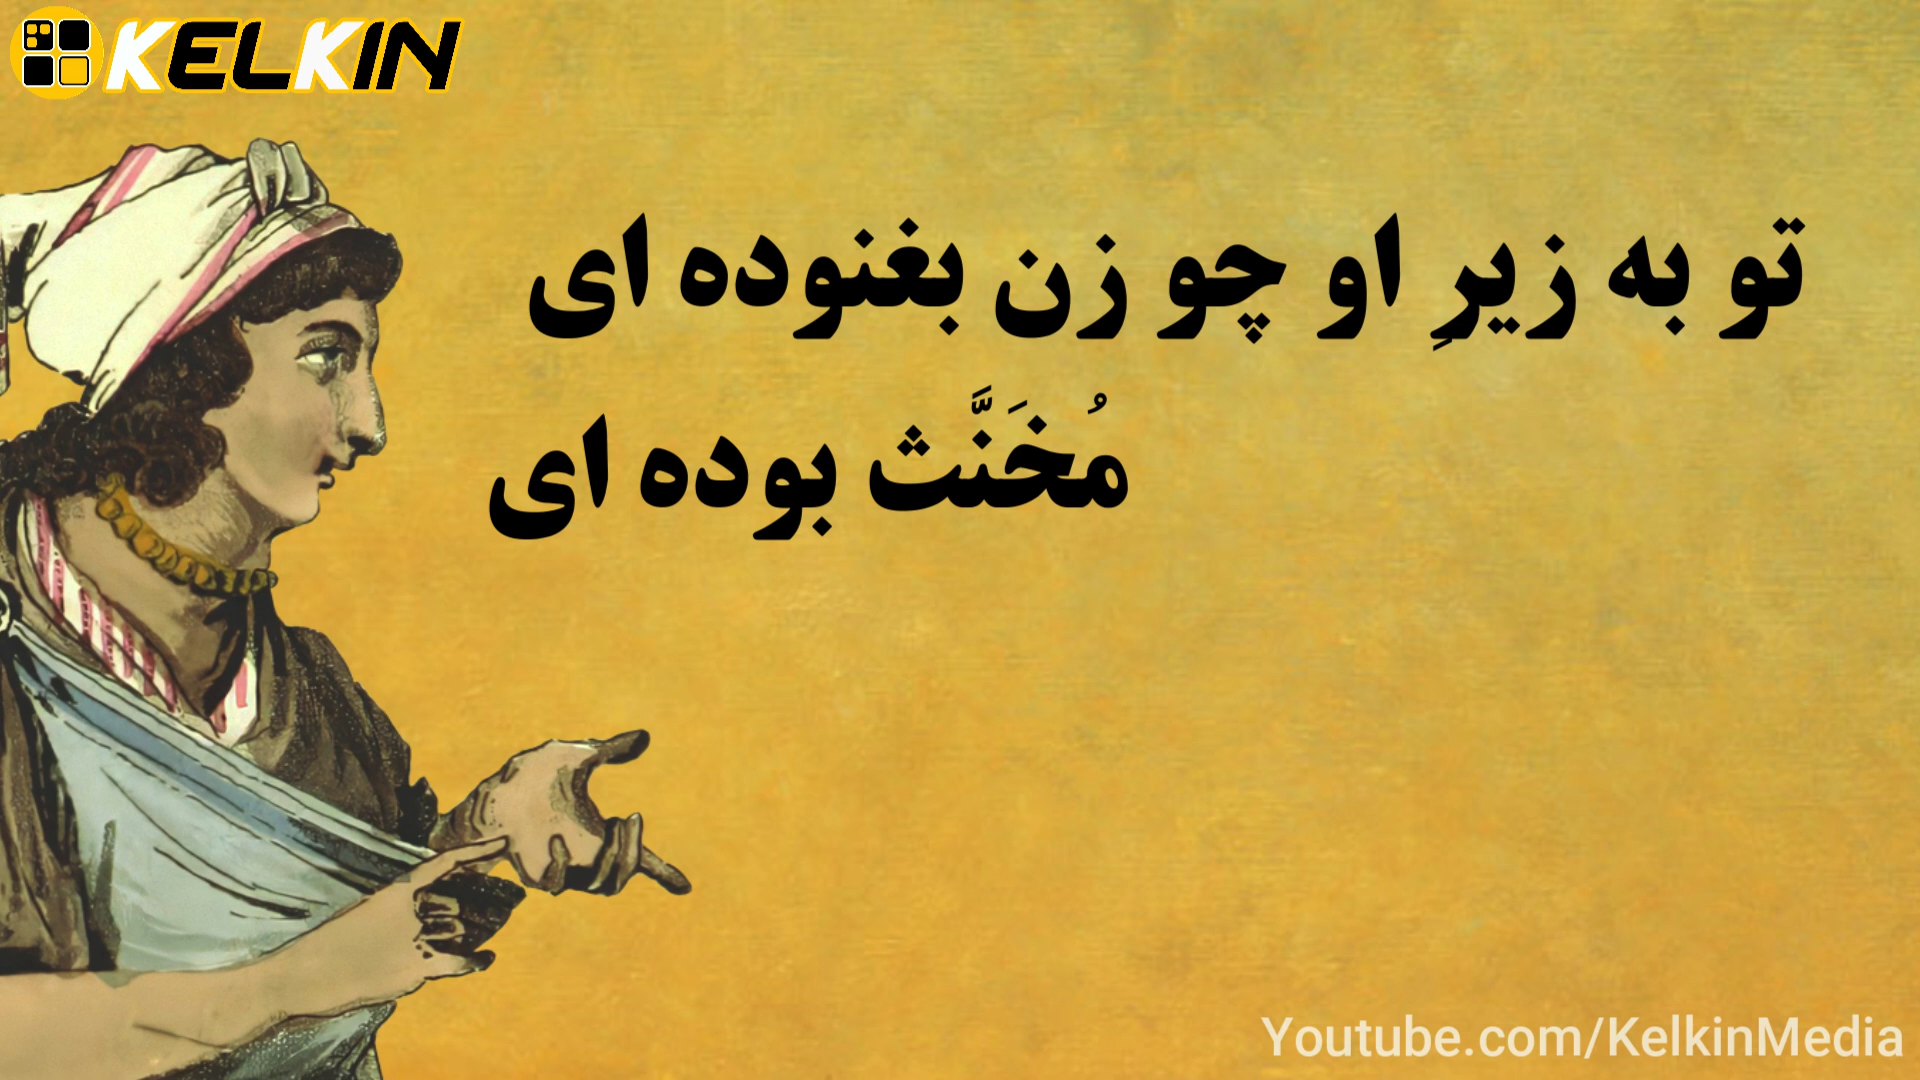 KELKIN
تو به زیرِ او چو زن بغنوده ای
مُخَنَّث بوده ای
Youtube.com/KelkinMedia